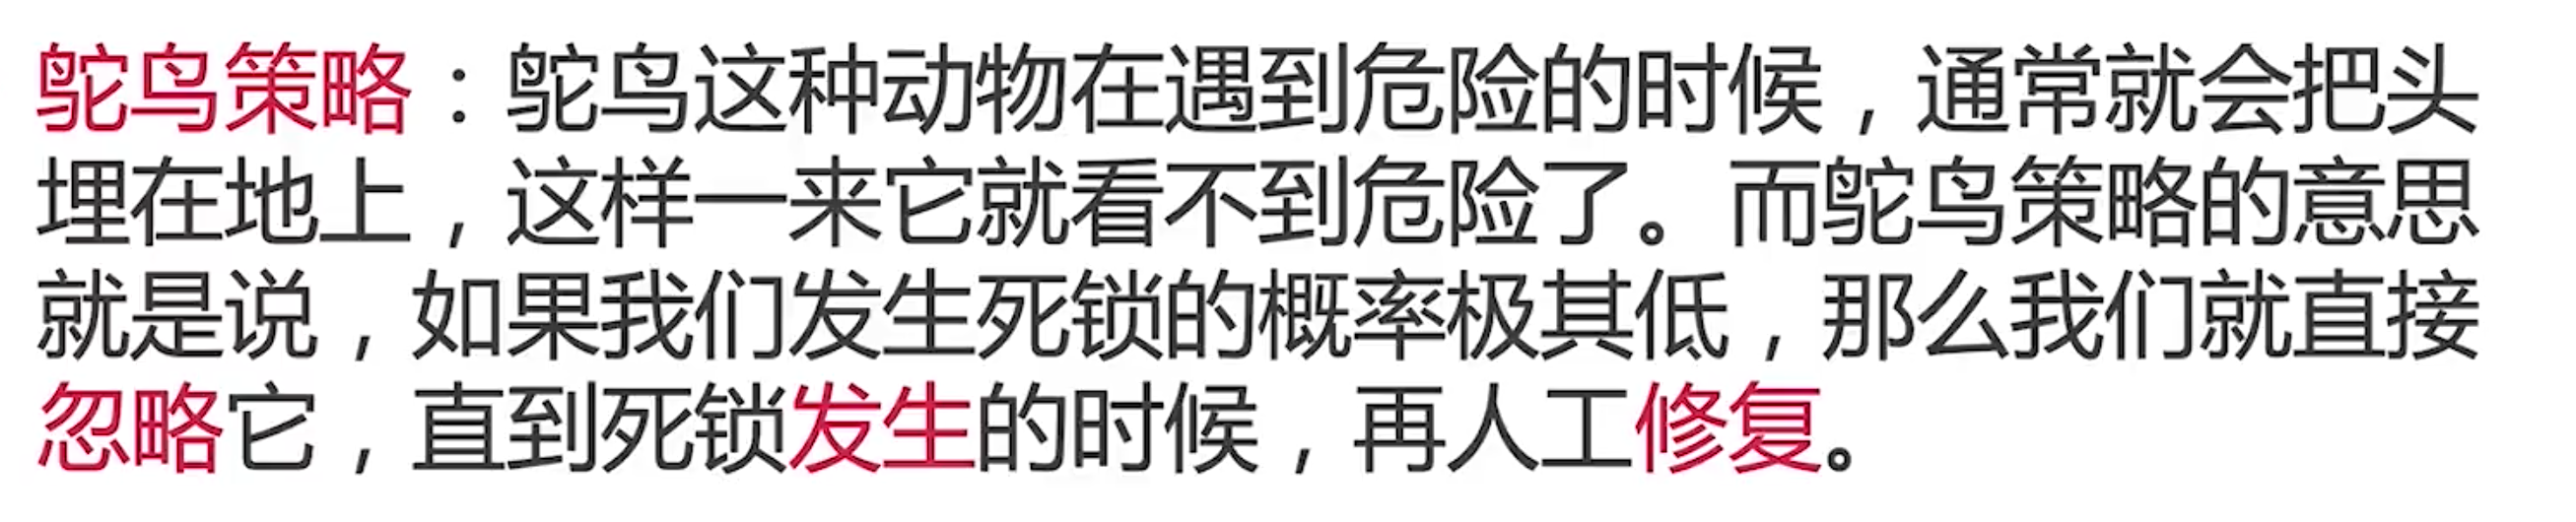 鸵鸟策略：鸵鸟这种动物在遇到危险的时候，通常就会把头
埋在地上，这样一来它就看不到危险了。而鸵鸟策略的意思
就是说，如果我们发生死锁的概率极其低，那么我们就直接
忽略它，直到死锁发生的时候，再人工修复。